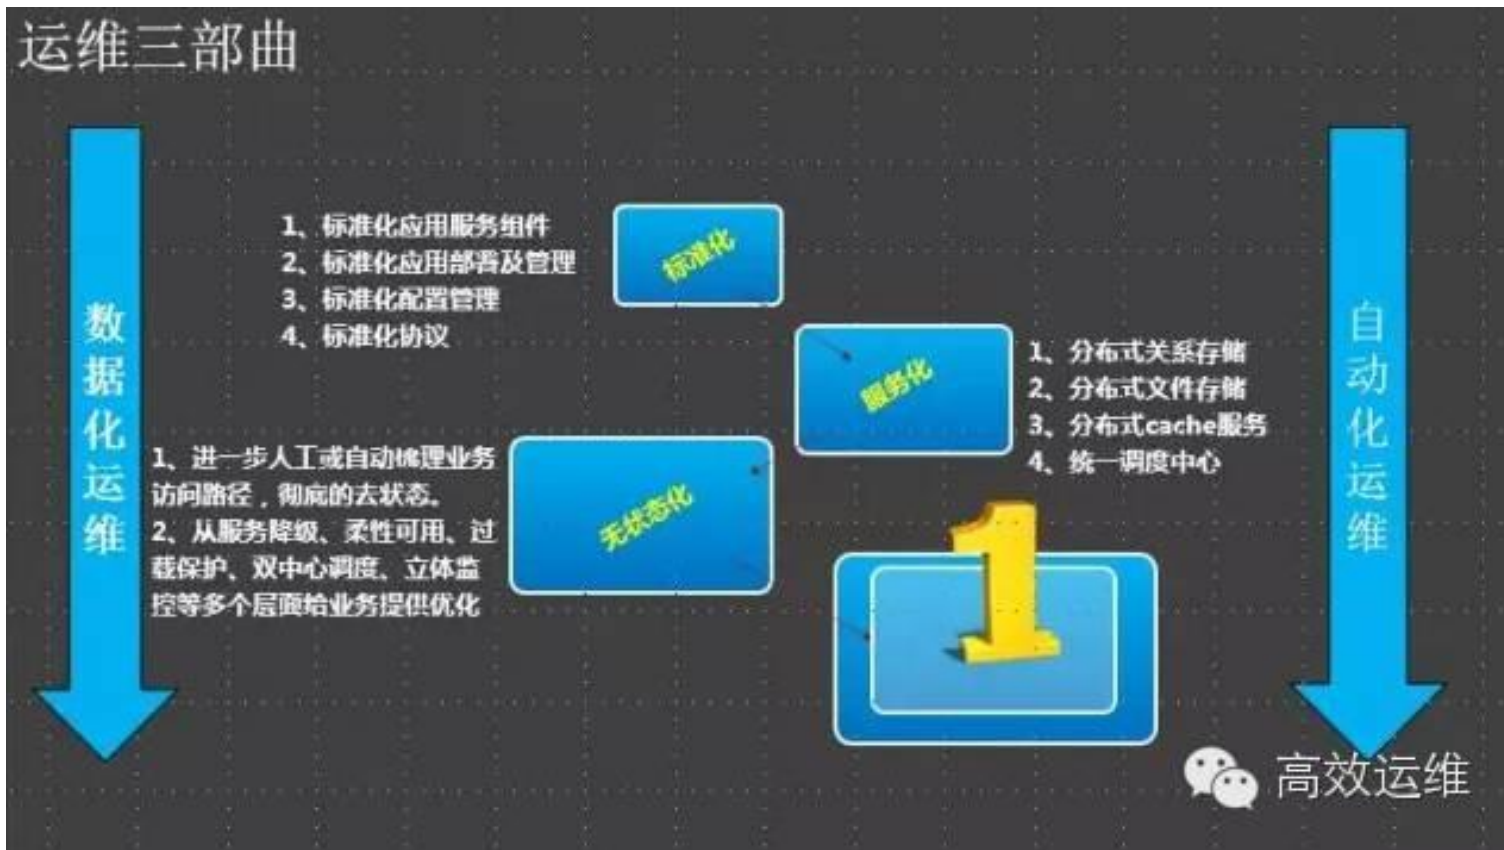 运维三部曲
数据化运维
1、标准化应用服务组件
2、标准化应用部署及管理
3、标准化配置管理
4、标准化协议
标准化
服务化
1、分布式关系存储
2、分布式文件存储
3、分布式cache服务
4、统一调度中心
1、进一步人工或自动梳理业务
访问路径，彻底的去状态。
2、从服务降级、柔性可用、过
载保护、双中心调度、立体监
控等多个层面给业务提供优化
无状态化
1
自动化运维
高效运维